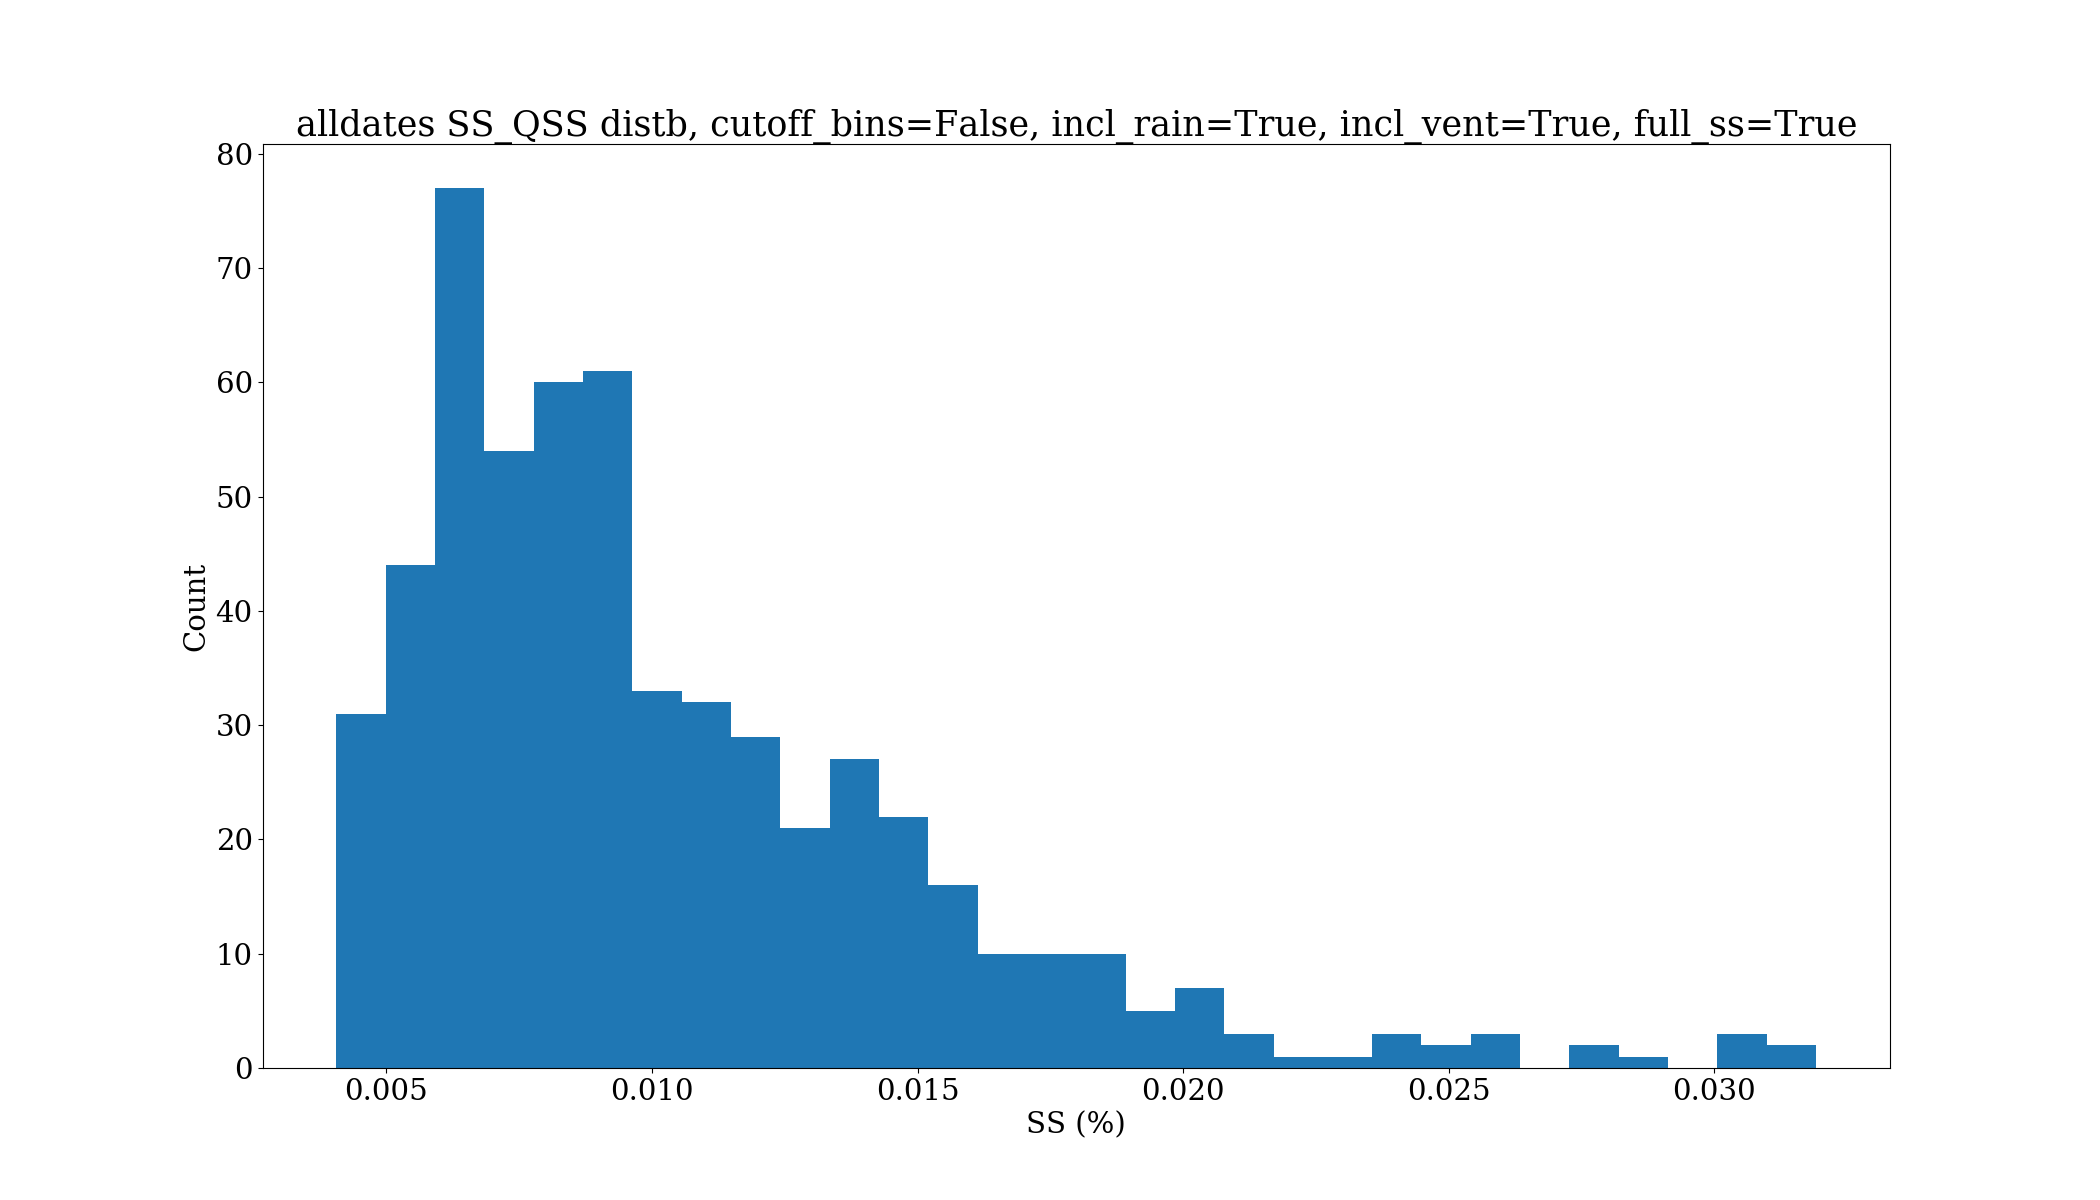 alldates SS_QSS distb, cutoff_bins=False, incl_rain=True, incl_vent=True, full_ss=True
80
70
60
50
40
30
20
10
0
Count
0.005 0.010 0.015 0.020 0.025 0.030
SS (%)